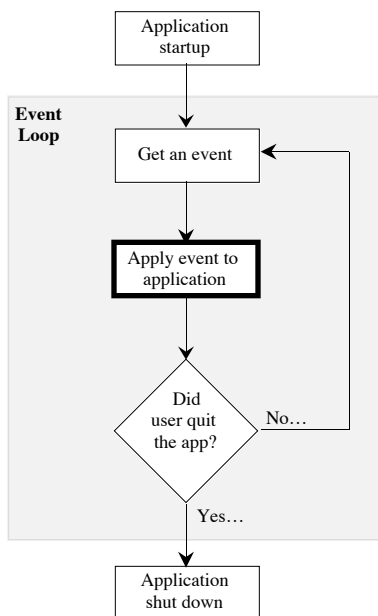 Application
startup
Event
Loop
Get an event
Apply event to
application
Did
user quit
the app?
No…
Yes…
Application
shut down